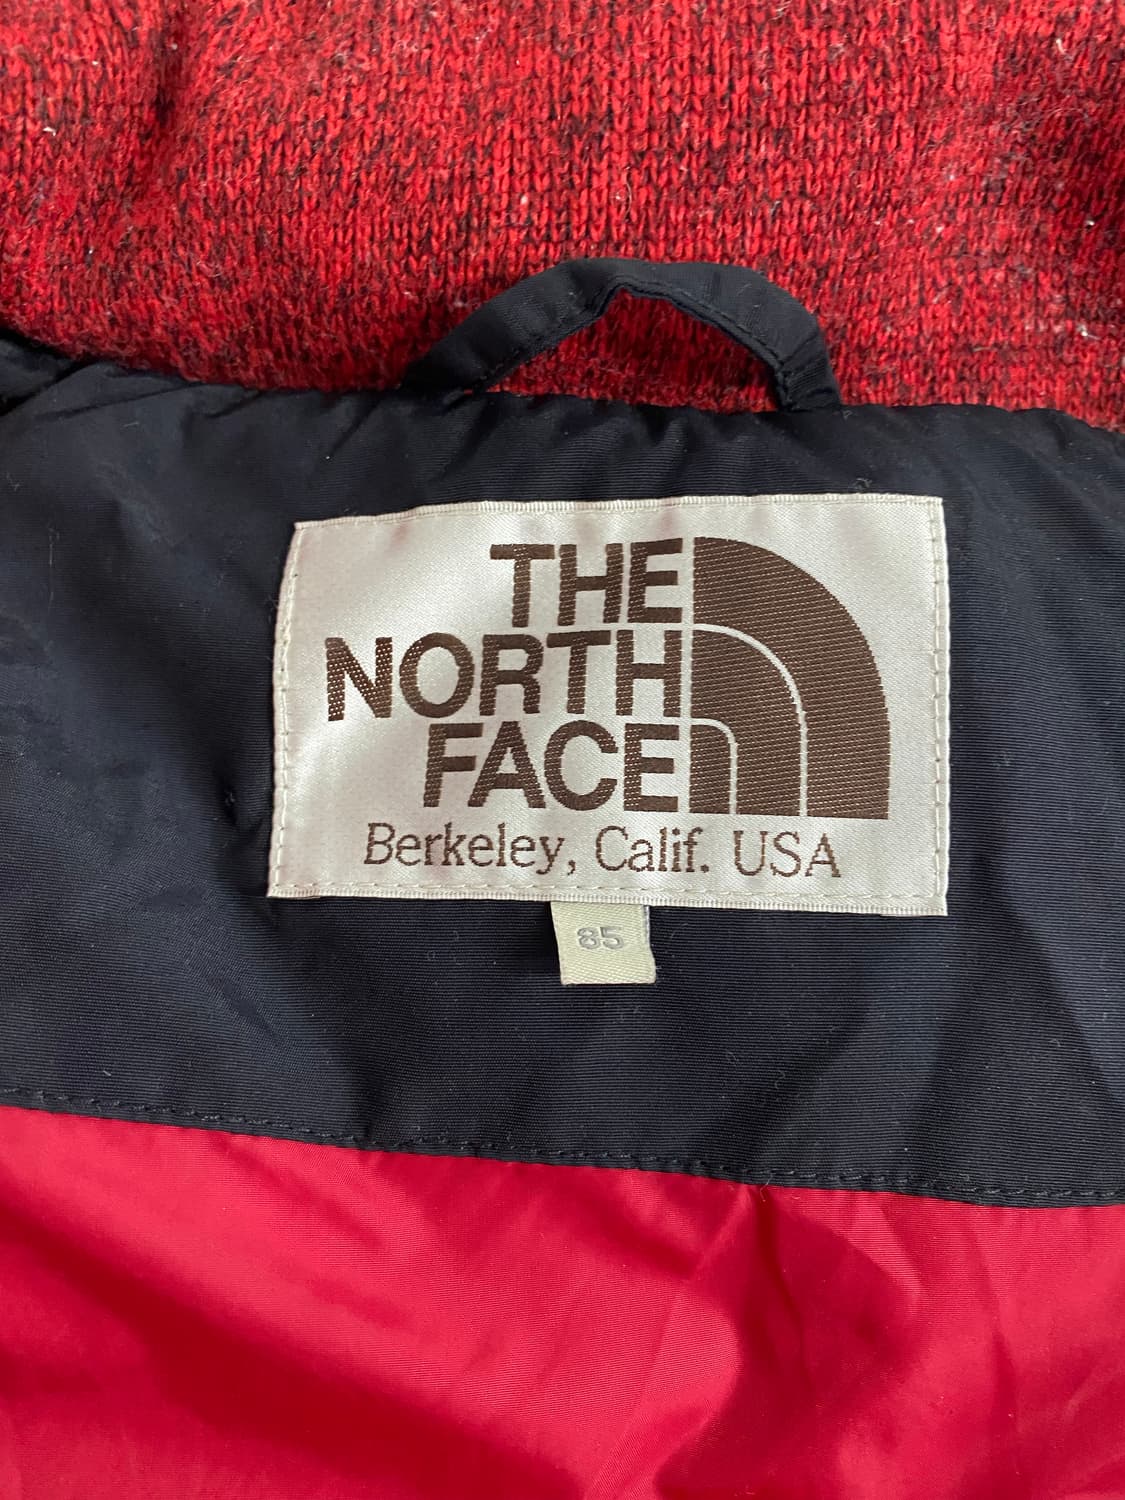 THE
NORTH
FACE
Berkeley, Calif. USA
85